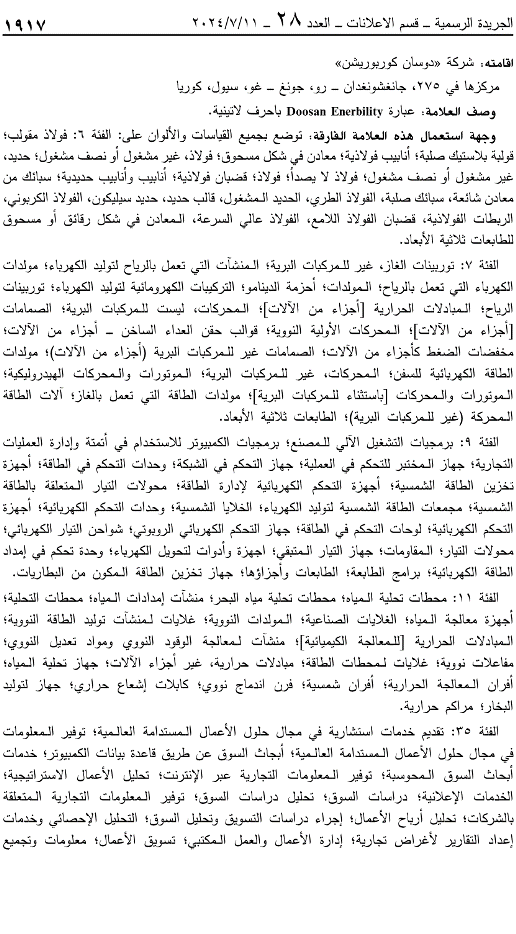 الجريدة الرسمية ــ قسم الاعلانات ــ العدد ٢٨ ــ ٢٠٢٤/٧/١١ ١٩١٧
اقامته: شركة «دوسان كوربوريشن»
مركزها في ٢٧٥، جانغشونغدان – رو، جونغ – غو، سيول، كوريا
وصف العلامة: عبارة Doosan Enerbility باحرف لاتينية.
وجهة استعمال هذه العلامة الفارقة: توضع بجميع القياسات والألوان على: الفئة ٦: فولاذ مقولب؛
قولبة بلاستيك صلبة؛ أنابيب فولاذية؛ معادن في شكل مسحوق؛ فولاذ، غير مشغول أو نصف مشغول؛ حديد،
غير مشغول أو نصف مشغول؛ فولاذ لا يصدأ؛ فولاذ؛ قضبان فولاذية؛ أنابيب وأنابيب حديدية؛ سبائك من
معادن شائعة، سبائك صلبة، الفولاذ الطري، الحديد المشغول، قالب حديد، حديد سيليكون، الفولاذ الكربوني،
الربطات الفولاذية، قضبان الفولاذ اللامع، الفولاذ عالي السرعة، المعادن في شكل رقائق أو مسحوق
للطابعات ثلاثية الأبعاد.
الفئة ٧: توربينات الغاز، غير للمركبات البرية؛ المنشآت التي تعمل بالرياح لتوليد الكهرباء؛ مولدات
الكهرباء التي تعمل بالرياح؛ المولدات؛ أحزمة الدينامو؛ التركيبات الكهرومائية لتوليد الكهرباء؛ توربينات
الرياح؛ المبادلات الحرارية [أجزاء من الآلات]؛ المحركات، ليست للمركبات البرية؛ الصمامات
[أجزاء من الآلات]؛ المحركات الأولية النووية؛ قوالب حقن العداء الساخن – أجزاء من الآلات؛
مخفضات الضغط كأجزاء من الآلات؛ الصمامات غير للمركبات البرية (أجزاء من الآلات)؛ مولدات
الطاقة الكهربائية للسفن؛ المحركات، غير للمركبات البرية؛ الموتورات والمحركات الهيدروليكية؛
الموتورات والمحركات [باستثناء للمركبات البرية]؛ مولدات الطاقة التي تعمل بالغاز؛ آلات الطاقة
المحركة (غير للمركبات البرية)؛ الطابعات ثلاثية الأبعاد.
الفئة ٩: برمجيات التشغيل الآلي للمصنع؛ برمجيات الكمبيوتر للاستخدام في أتمتة وإدارة العمليات
التجارية؛ جهاز المختبر للتحكم في العملية؛ جهاز التحكم في الشبكة؛ وحدات التحكم في الطاقة؛ أجهزة
تخزين الطاقة الشمسية؛ أجهزة التحكم الكهربائية لإدارة الطاقة؛ محولات التيار المتعلقة بالطاقة
الشمسية؛ مجمعات الطاقة الشمسية لتوليد الكهرباء؛ الخلايا الشمسية؛ وحدات التحكم الكهربائية؛ أجهزة
التحكم الكهربائية؛ لوحات التحكم في الطاقة؛ جهاز التحكم الكهربائي الروبوتي؛ شواحن التيار الكهربائي؛
محولات التيار؛ المقاومات؛ جهاز التيار المتبقي؛ اجهزة وأدوات لتحويل الكهرباء؛ وحدة تحكم في إمداد
الطاقة الكهربائية؛ برامج الطابعة؛ الطابعات وأجزاؤها؛ جهاز تخزين الطاقة المكون من البطاريات.
الفئة ١١: محطات تحلية المياه؛ محطات تحلية مياه البحر؛ منشآت إمدادات المياه؛ محطات التحلية؛
أجهزة معالجة المياه؛ الغلايات الصناعية؛ المولدات النووية؛ غلايات لمنشآت توليد الطاقة النووية؛
المبادلات الحرارية [للمعالجة الكيميائية]؛ منشآت لمعالجة الوقود النووي ومواد تعديل النووي؛
مفاعلات نووية؛ غلايات لمحطات الطاقة؛ مبادلات حرارية، غير أجزاء الآلات؛ جهاز تحلية المياه؛
أفران المعالجة الحرارية؛ أفران شمسية؛ فرن اندماج نووي؛ كابلات إشعاع حراري؛ جهاز لتوليد
البخار؛ مراكم حرارية.
الفئة ٣٥: تقديم خدمات استشارية في مجال حلول الأعمال المستدامة العالمية؛ توفير المعلومات
في مجال حلول الأعمال المستدامة العالمية؛ أبحاث السوق عن طريق قاعدة بيانات الكمبيوتر؛ خدمات
أبحاث السوق المحوسبة؛ توفير المعلومات التجارية عبر الإنترنت؛ تحليل الأعمال الاستراتيجية؛
الخدمات الإعلانية؛ دراسات السوق؛ تحليل دراسات السوق؛ توفير المعلومات التجارية المتعلقة
بالشركات؛ تحليل أرباح الأعمال؛ إجراء دراسات التسويق وتحليل السوق؛ التحليل الإحصائي وخدمات
إعداد التقارير لأغراض تجارية؛ إدارة الأعمال والعمل المكتبي؛ تسويق الأعمال؛ معلومات وتجميع